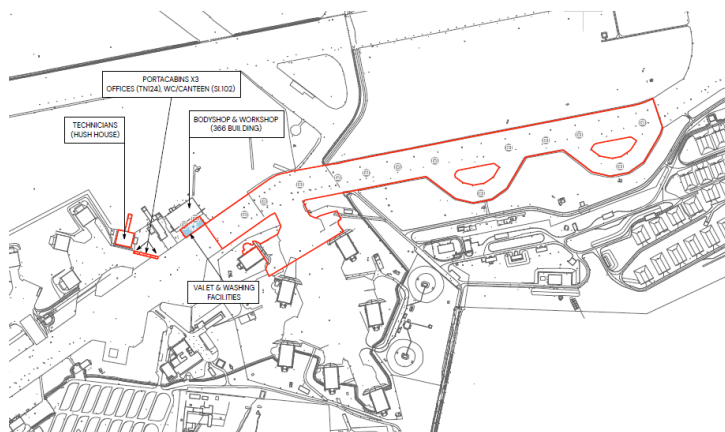 PORTACABINS X3
OFFICES (TN124), WC/CANTEEN (SI.102)
TECHNICIANS
(HUSH HOUSE)
BODYSHOP & WORKSHOP
(366 BUILDING)
VALET & WASHING
FACILITIES